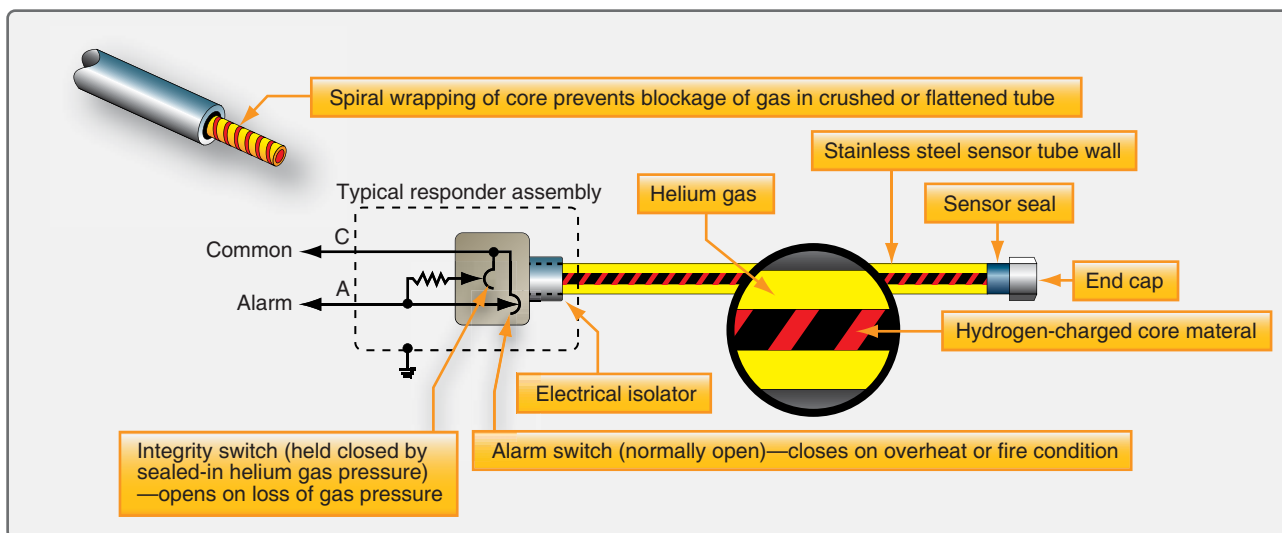 Spiral wrapping of core prevents blockage of gas in crushed or flattened tube
Stainless steel sensor tube wall
Typical responder assembly
Helium gas
Sensor seal
C
Common
A
Alarm
End cap
Hydrogen-charged core materal
Electrical isolator
Integrity switch (held closed by
sealed-in helium gas pressure)
—opens on loss of gas pressure
Alarm switch (normally open)—closes on overheat or fire condition